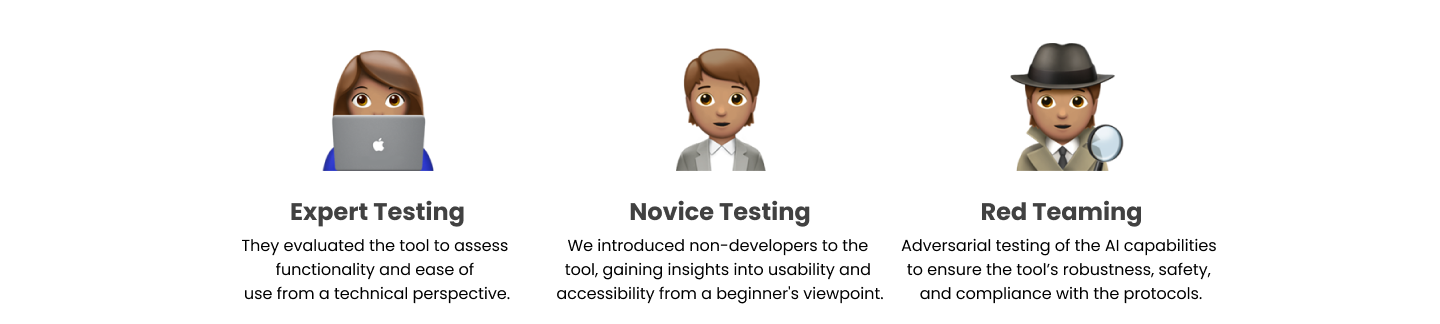 Expert Testing
They evaluated the tool to assess
functionality and ease of
use from a technical perspective.
Novice Testing
We introduced non-developers to the
tool, gaining insights into usability and
accessibility from a beginner's viewpoint.
Red Teaming
Adversarial testing of the AI capabilities
to ensure the tool’s robustness, safety,
and compliance with the protocols.